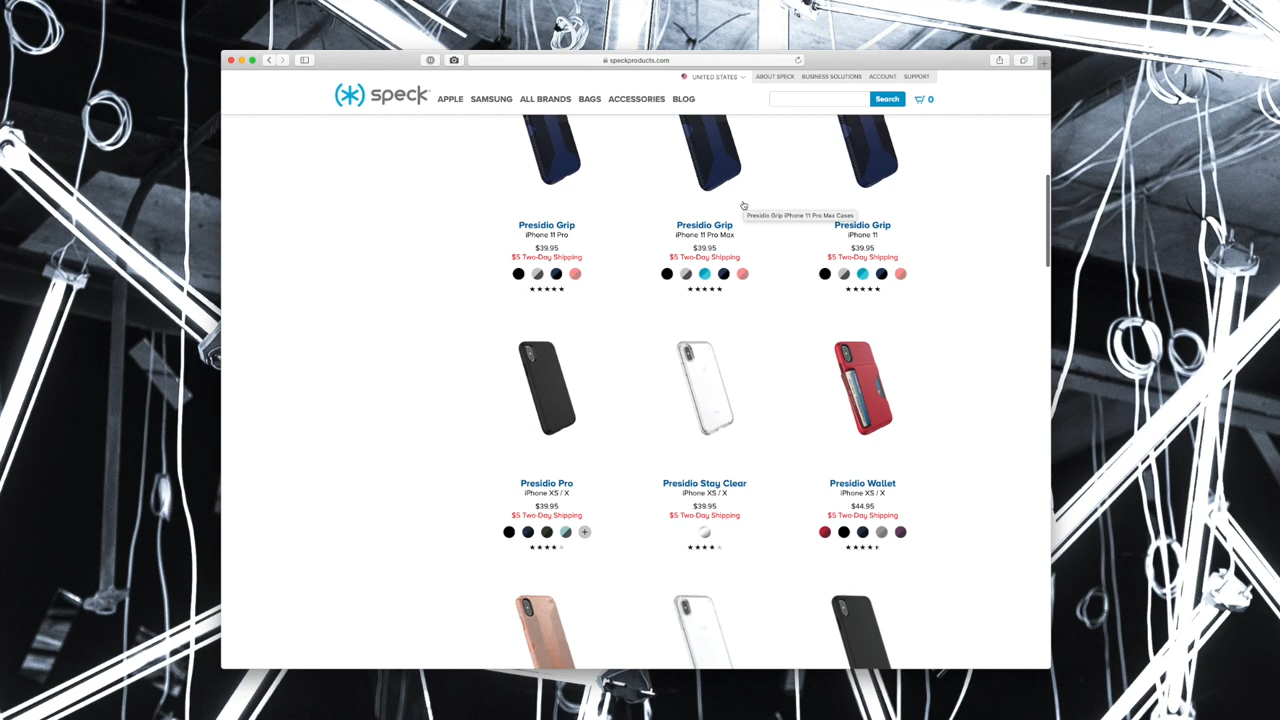 speckproducts.com
UNITED STATES
ABOUT SPECK BUSINESS SOLUTIONS ACCOUNT SUPPORT
speck
APPLE SAMSUNG ALL BRANDS BAGS ACCESSORIES BLOG
Search
0
Presidio Grip iPhone 11 Pro Max Cases
Presidio Grip Presidio Grip Presidio Grip
iPhone 11 Pro iPhone 11 Pro Max iPhone 11
$39.95 $39.95 $39.95
$5 Two-Day Shipping $5 Two-Day Shipping $5 Two-Day Shipping
Presidio Pro Presidio Stay Clear Presidio Wallet
iPhone XS / X iPhone XS / X iPhone XS / X
$39.95 $39.95 $44.95
$5 Two-Day Shipping $5 Two-Day Shipping $5 Two-Day Shipping